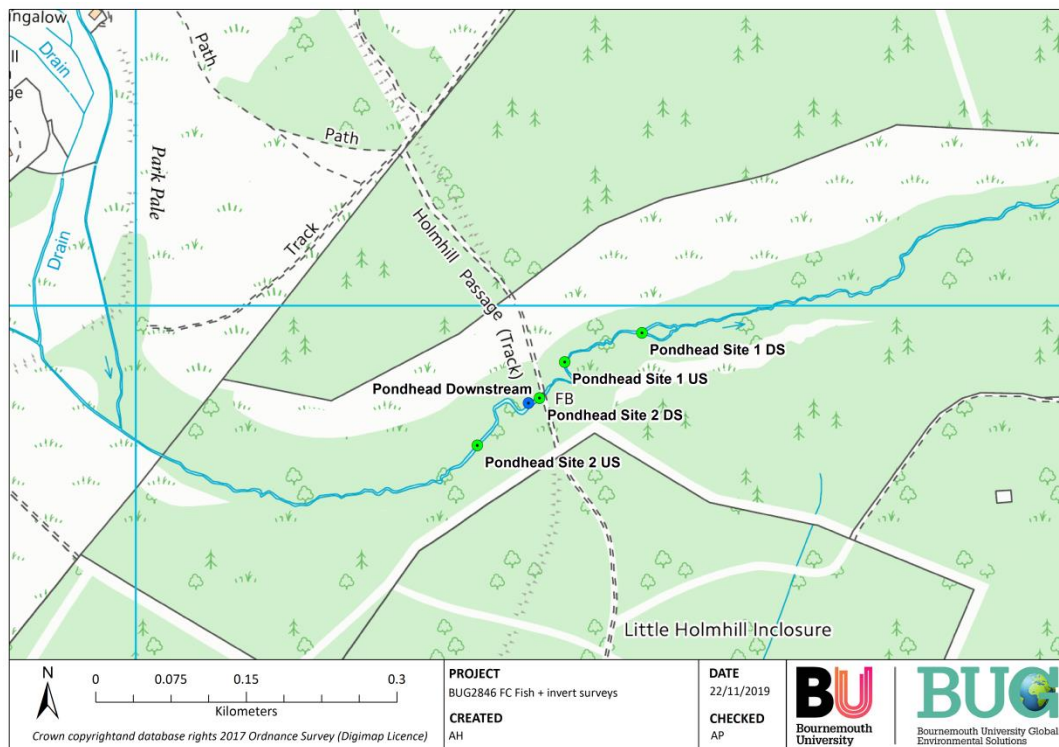 ngalow
Drain
ll
ge
Drain
Park Pale
Path
Path
Track
Holmhill Passage (Track)
Pondhead Site 1 DS
Pondhead Site 1 US
Pondhead Downstream
FB
Pondhead Site 2 DS
Pondhead Site 2 US
Little Holmhill Inclosure
N
0 0.075 0.15 0.3
Kilometers
Crown copyrightand database rights 2017 Ordnance Survey (Digimap Licence)
PROJECT
BUG2846 FC Fish + invert surveys
CREATED
AH
DATE
22/11/2019
CHECKED
AP
BU
Bournemouth
University
BUG
Bournemouth University Global
Environmental Solutions